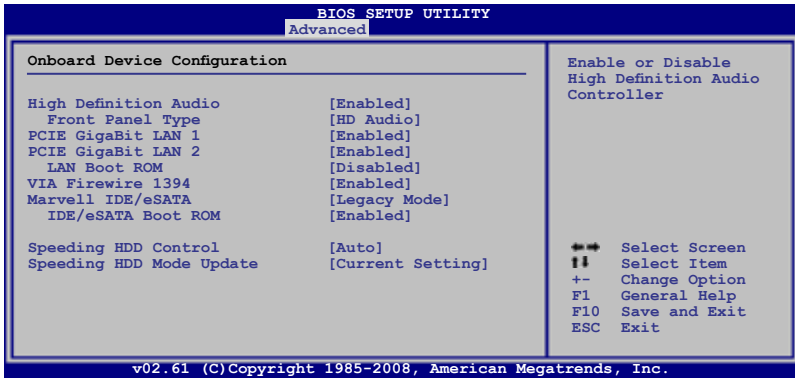 BIOS SETUP UTILITY
Advanced
Onboard Device Configuration
High Definition Audio [Enabled]
Front Panel Type [HD Audio]
PCIE GigaBit LAN 1 [Enabled]
PCIE GigaBit LAN 2 [Enabled]
LAN Boot ROM [Disabled]
VIA Firewire 1394 [Enabled]
Marvell IDE/eSATA [Legacy Mode]
IDE/eSATA Boot ROM [Enabled]
Speeding HDD Control [Auto]
Speeding HDD Mode Update [Current Setting]
Enable or Disable
High Definition Audio
Controller
←→ Select Screen
↑↓ Select Item
+- Change Option
F1 General Help
F10 Save and Exit
ESC Exit
v02.61 (C)Copyright 1985-2008, American Megatrends, Inc.